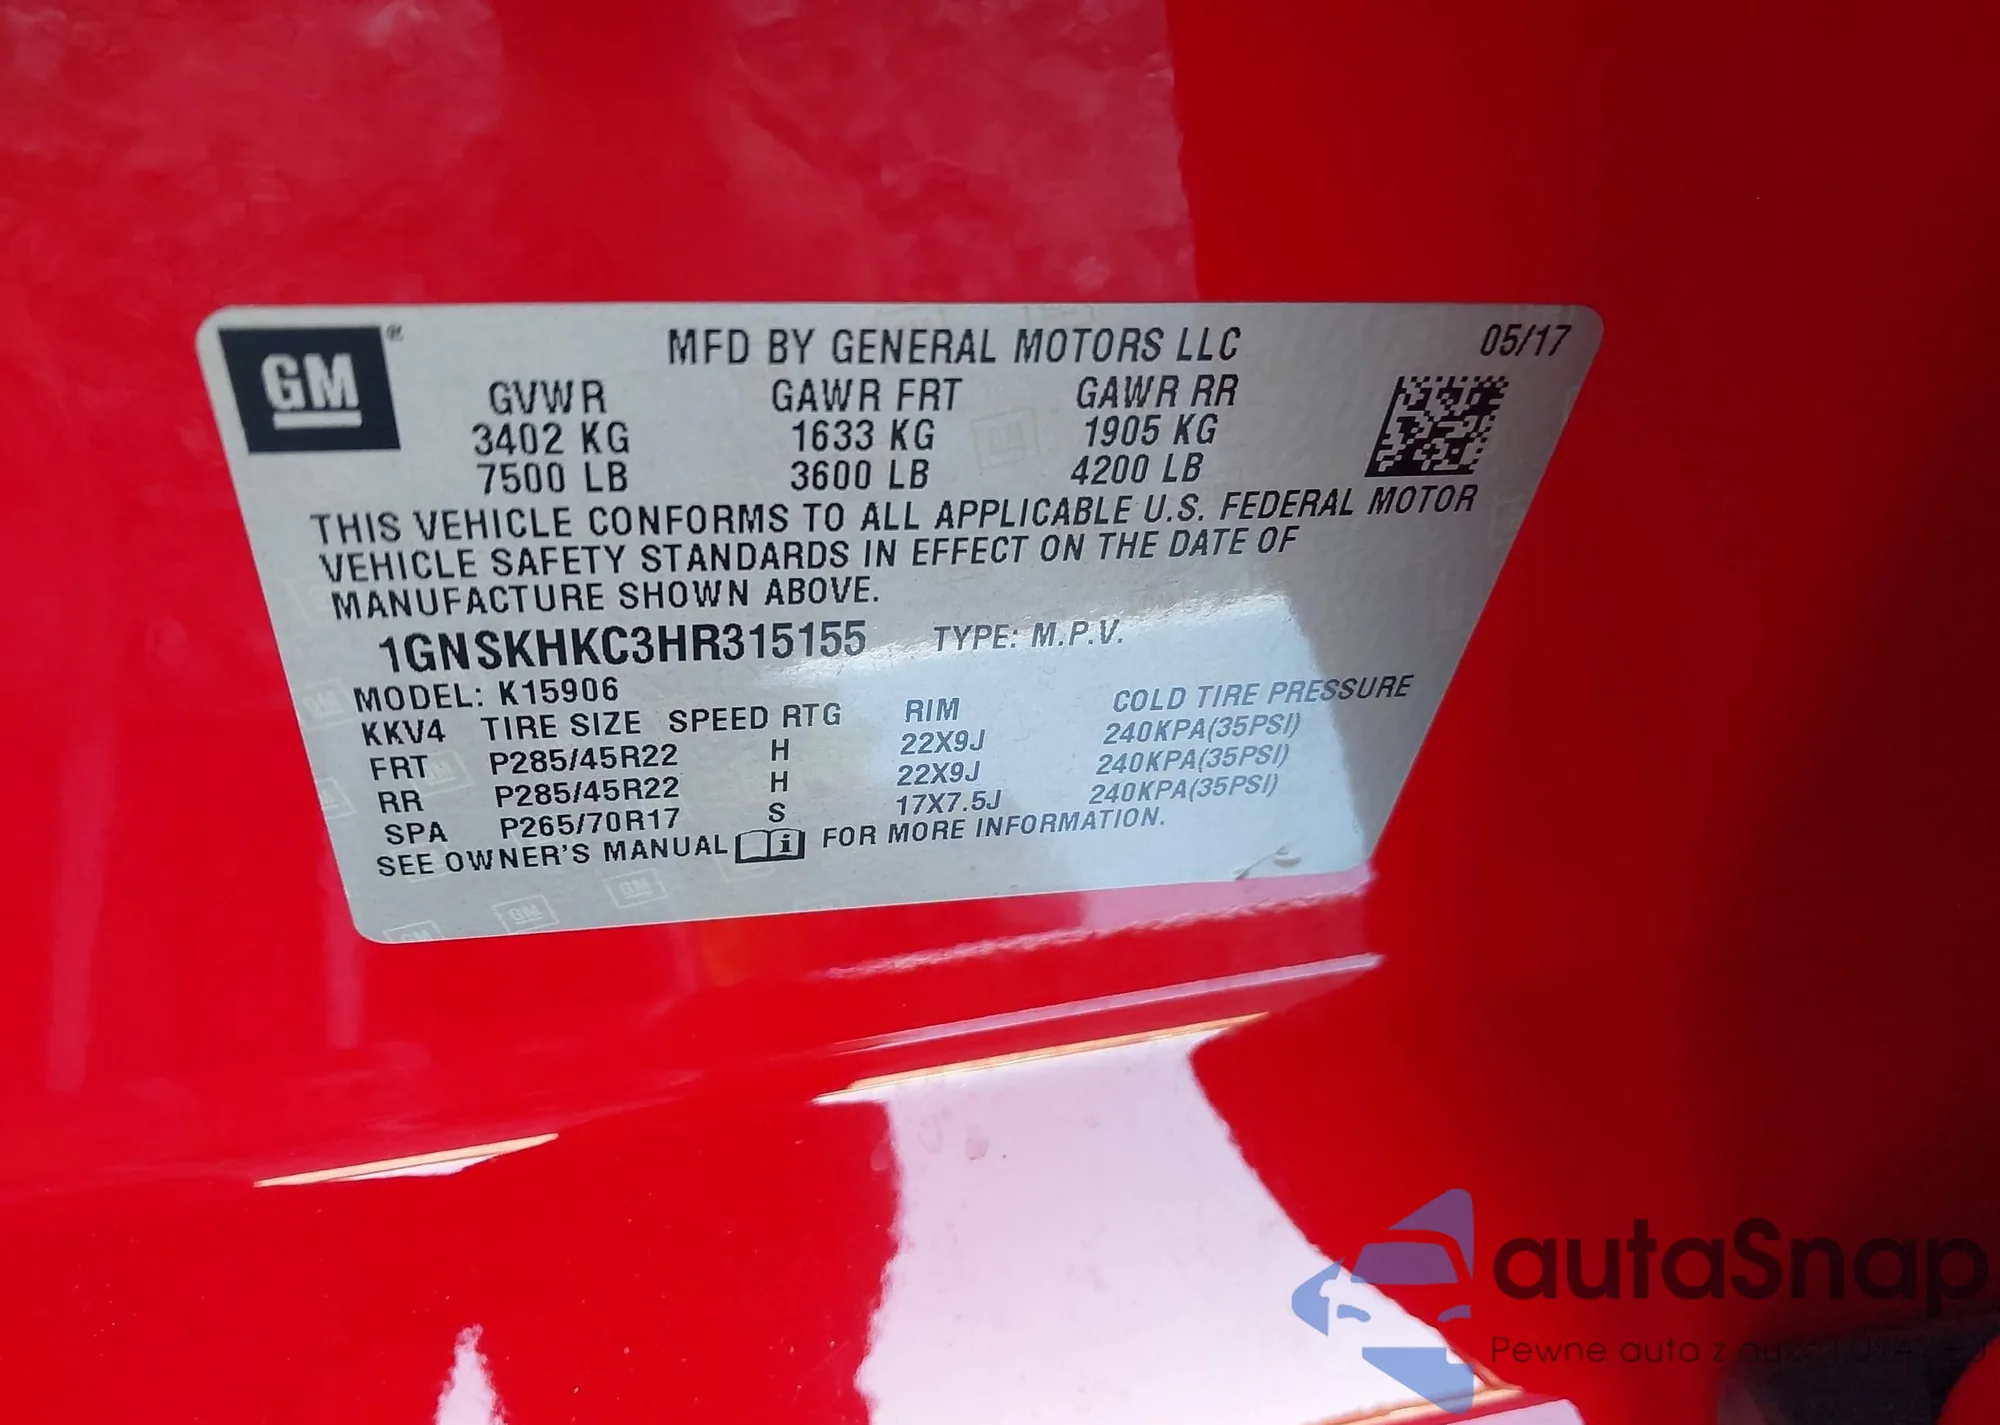 GM®
MFD BY GENERAL MOTORS LLC 05/17
GVWR GAWR FRT GAWR RR
3402 KG 1633 KG 1905 KG
7500 LB 3600 LB 4200 LB
THIS VEHICLE CONFORMS TO ALL APPLICABLE U.S. FEDERAL MOTOR
VEHICLE SAFETY STANDARDS IN EFFECT ON THE DATE OF
MANUFACTURE SHOWN ABOVE.
1GNSKHKC3HR315155 TYPE: M.P.V.
MODEL: K15906
KKV4 TIRE SIZE SPEED RTG RIM COLD TIRE PRESSURE
FRT P285/45R22 H 22X9J 240KPA(35PSI)
RR P285/45R22 H 22X9J 240KPA(35PSI)
SPA P265/70R17 S 17X7.5J 240KPA(35PSI)
SEE OWNER'S MANUAL i FOR MORE INFORMATION.
autaSnap
Pewne auta z